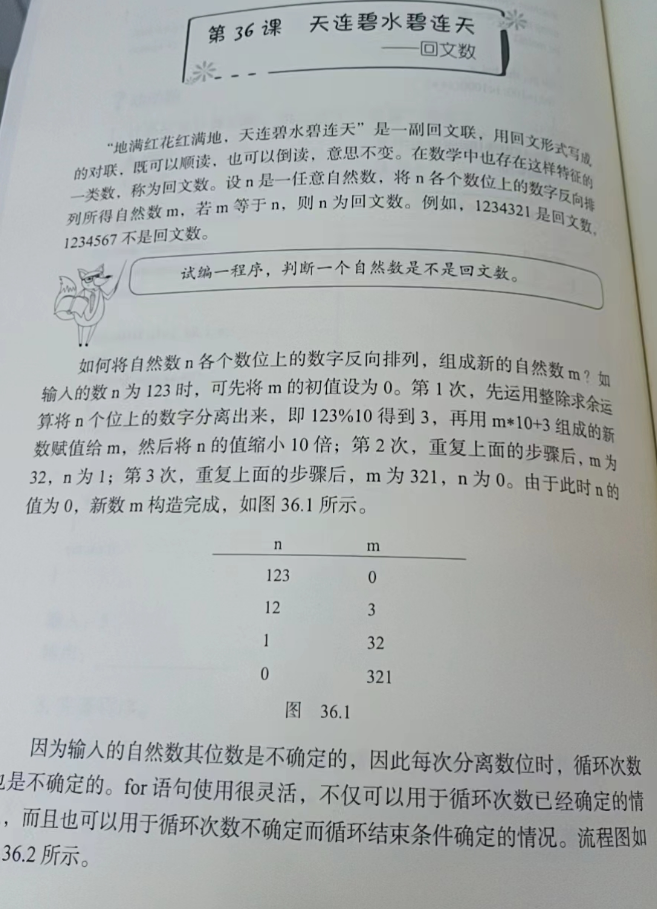 第 36 课 天连碧水碧连天
——回文数
“地满红花红满地，天连碧水碧连天”是一副回文联，用回文形式写成
的对联，既可以顺读，也可以倒读，意思不变。在数学中也存在这样特征的
一类数，称为回文数。设 n 是一任意自然数，将 n 各个数位上的数字反向排
列所得自然数 m，若 m 等于 n，则 n 为回文数。例如，1234321 是回文数，
1234567 不是回文数。
试编一程序，判断一个自然数是不是回文数。
如何将自然数 n 各个数位上的数字反向排列，组成新的自然数 m？如
输入的数 n 为 123 时，可先将 m 的初值设为 0。第 1 次，先运用整除求余运
算将 n 个位上的数字分离出来，即 123%10 得到 3，再用 m*10+3 组成的新
数赋值给 m，然后将 n 的值缩小 10 倍；第 2 次，重复上面的步骤后，m 为
32，n 为 1；第 3 次，重复上面的步骤后，m 为 321，n 为 0。由于此时 n 的
值为 0，新数 m 构造完成，如图 36.1 所示。
n m
123 0
12 3
1 32
0 321
图 36.1
因为输入的自然数其位数是不确定的，因此每次分离数位时，循环次数
也是不确定的。for 语句使用很灵活，不仅可以用于循环次数已经确定的情
，而且也可以用于循环次数不确定而循环结束条件确定的情况。流程图如
36.2 所示。